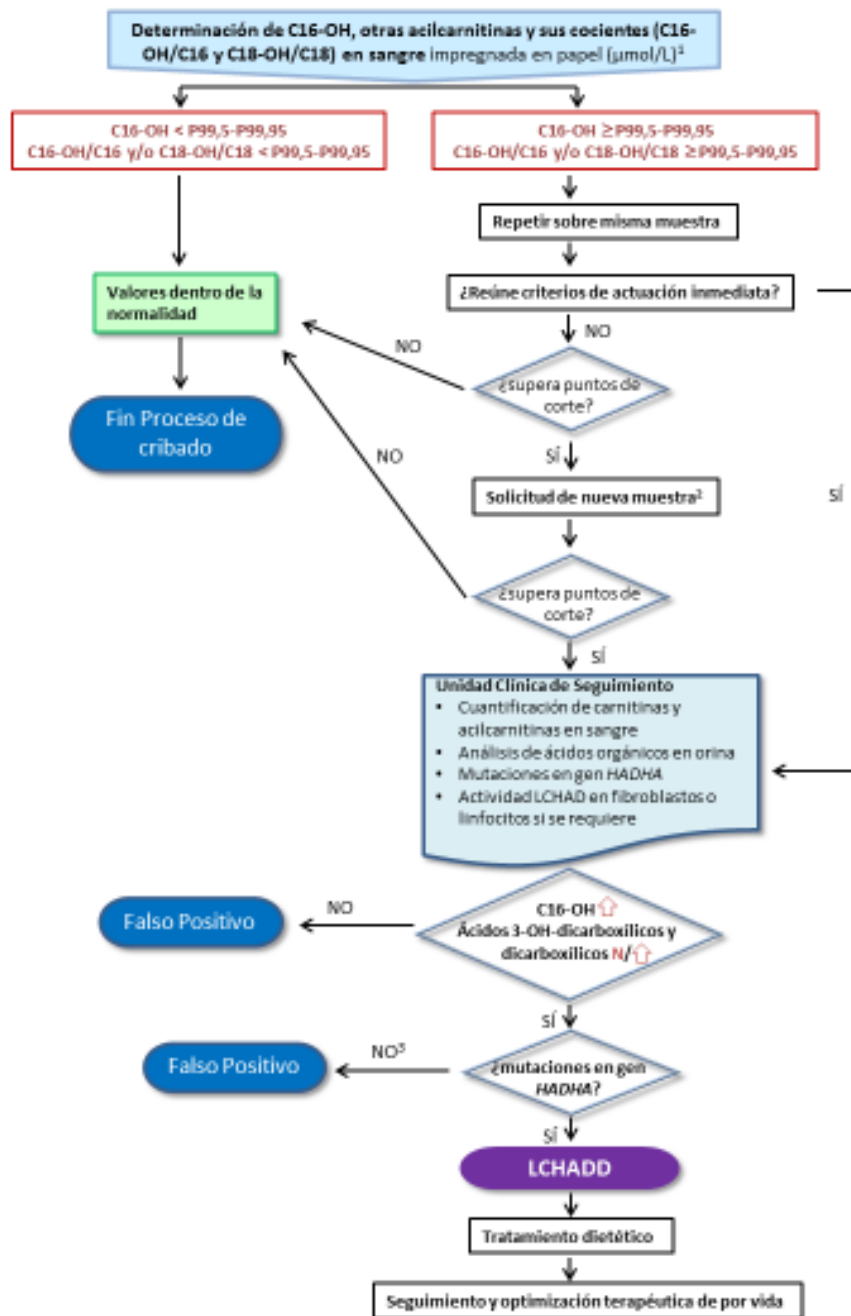 Determinación de C16-OH, otras acilcarnitinas y sus cocientes (C16-
OH/C16 y C18-OH/C18) en sangre impregnada en papel (µmol/L)¹
C16-OH < P99,5-P99,95
C16-OH/C16 y/o C18-OH/C18 < P99,5-P99,95
C16-OH ≥ P99,5-P99,95
C16-OH/C16 y/o C18-OH/C18 ≥ P99,5-P99,95
Repetir sobre misma muestra
Valores dentro de la
normalidad
¿Reúne criterios de actuación inmediata?
NO
NO
¿supera puntos de
corte?
Fin Proceso de
cribado
NO
SÍ
Solicitud de nueva muestra²
SÍ
¿supera puntos de
corte?
SÍ
Unidad Clínica de Seguimiento
• Cuantificación de carnitinas y
acilcarnitinas en sangre
• Análisis de ácidos orgánicos en orina
• Mutaciones en gen HADHA
• Actividad LCHAD en fibroblastos o
linfocitos si se requiere
Falso Positivo
NO
C16-OH ⇧
Ácidos 3-OH-dicarboxílicos y
dicarboxílicos N/⇧
SÍ
Falso Positivo
NO³
¿mutaciones en gen
HADHA?
SÍ
LCHADD
Tratamiento dietético
Seguimiento y optimización terapéutica de por vida